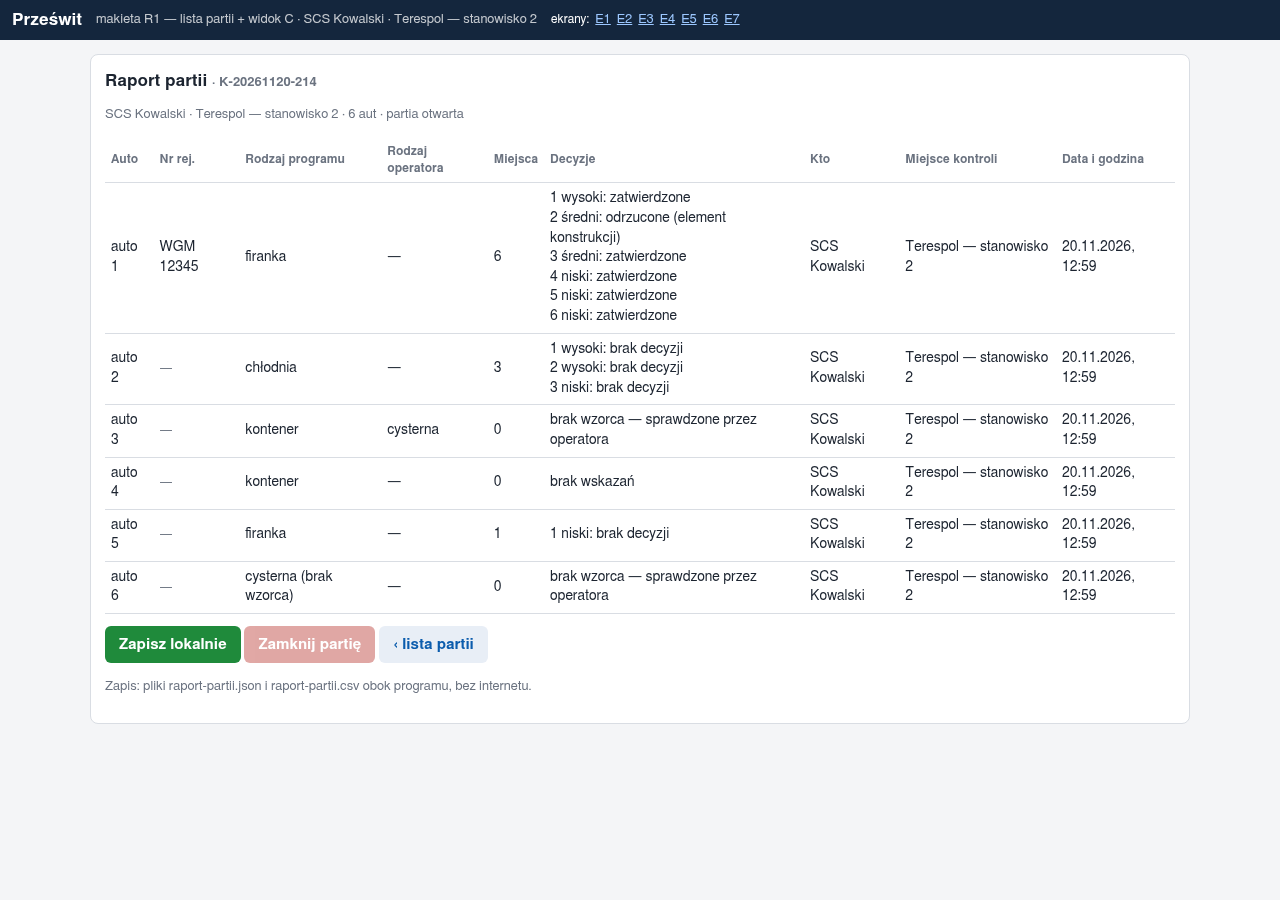 Prześwit makieta R1 — lista partii + widok C · SCS Kowalski · Terespol — stanowisko 2 ekrany: E1 E2 E3 E4 E5 E6 E7
Raport partii · K-20261120-214
SCS Kowalski · Terespol — stanowisko 2 · 6 aut · partia otwarta
Auto Nr rej. Rodzaj programu Rodzaj operatora Miejsca Decyzje Kto Miejsce kontroli Data i godzina
auto 1 WGM 12345 firanka — 6 1 wysoki: zatwierdzone
2 średni: odrzucone (element
konstrukcji)
3 średni: zatwierdzone
4 niski: zatwierdzone
5 niski: zatwierdzone
6 niski: zatwierdzone
SCS Kowalski Terespol — stanowisko 2 20.11.2026, 12:59
auto 2 — chłodnia — 3 1 wysoki: brak decyzji
2 wysoki: brak decyzji
3 niski: brak decyzji
SCS Kowalski Terespol — stanowisko 2 20.11.2026, 12:59
auto 3 — kontener cysterna 0 brak wzorca — sprawdzone przez operatora SCS Kowalski Terespol — stanowisko 2 20.11.2026, 12:59
auto 4 — kontener — 0 brak wskazań SCS Kowalski Terespol — stanowisko 2 20.11.2026, 12:59
auto 5 — firanka — 1 1 niski: brak decyzji SCS Kowalski Terespol — stanowisko 2 20.11.2026, 12:59
auto 6 — cysterna (brak wzorca) — 0 brak wzorca — sprawdzone przez operatora SCS Kowalski Terespol — stanowisko 2 20.11.2026, 12:59
Zapisz lokalnie Zamknij partię ‹ lista partii
Zapis: pliki raport-partii.json i raport-partii.csv obok programu, bez internetu.